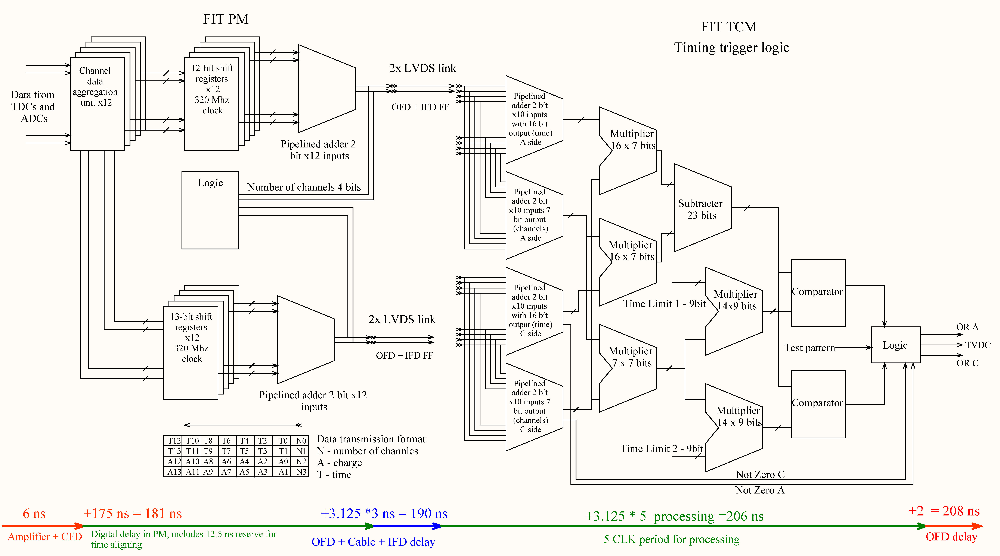 FIT PM
FIT TCM
Timing trigger logic
Data from
TDCs and
ADCs
Channel
data
aggregation
unit x12
12-bit shift
registers
x12
320 Mhz
clock
Pipelined adder 2
bit x12 inputs
2x LVDS link
OFD + IFD FF
Logic
Number of channels 4 bits
13-bit shift
registers
x12
320 Mhz
clock
Pipelined adder 2 bit x12
inputs
2x LVDS link
OFD + IFD FF
T12 T10 T8 T6 T4 T2 T0 N0
T13 T11 T9 T7 T5 T3 T1 N1
A12 A10 A8 A6 A4 A2 A0 N2
A13 A11 A9 A7 A5 A3 A1 N3
Data transmission format
N - number of channles
A - charge
T - time
Pipelined
adder 2 bit
x10 inputs
with 16 bit
output (time)
A side
Pipelined
adder 2 bit
x10 inputs 7
bit output
(channels)
A side
Pipelined
adder 2 bit
x10 inputs
with 16 bit
output (time)
C side
Pipelined
adder 2 bit
x10 inputs 7
bit output
(channels)
C side
Multiplier
16 x 7 bits
Multiplier
16 x 7 bits
Multiplier
7 x 7 bits
Subtracter
23 bits
Time Limit 1 - 9bit
Multiplier
14x9 bits
Multiplier
14 x 9 bits
Time Limit 2 - 9bit
Comparator
Comparator
Test pattern
Logic
OR A
TVDC
OR C
Not Zero C
Not Zero A
6 ns
+175 ns = 181 ns
+3.125 *3 ns = 190 ns
+3.125 * 5 processing =206 ns
+2 = 208 ns
Amplifier + CFD
Digital delay in PM, includes 12.5 ns reserve for
time aligning
OFD + Cable + IFD delay
5 CLK period for processing
OFD delay